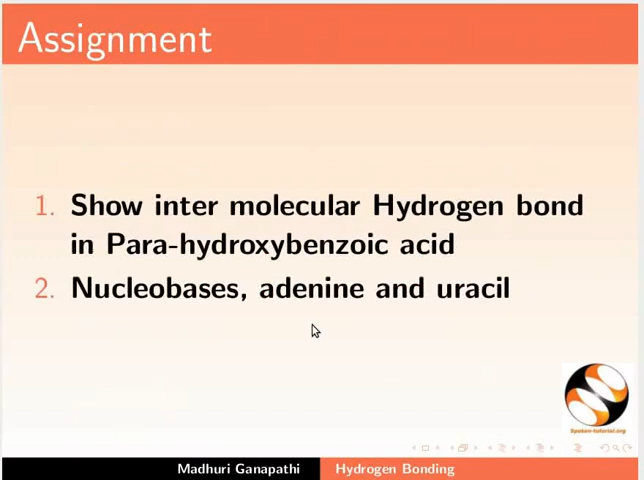 Assignment
1. Show inter molecular Hydrogen bond
in Para-hydroxybenzoic acid
2. Nucleobases, adenine and uracil
Spoken-tutorial.org
Madhuri Ganapathi Hydrogen Bonding